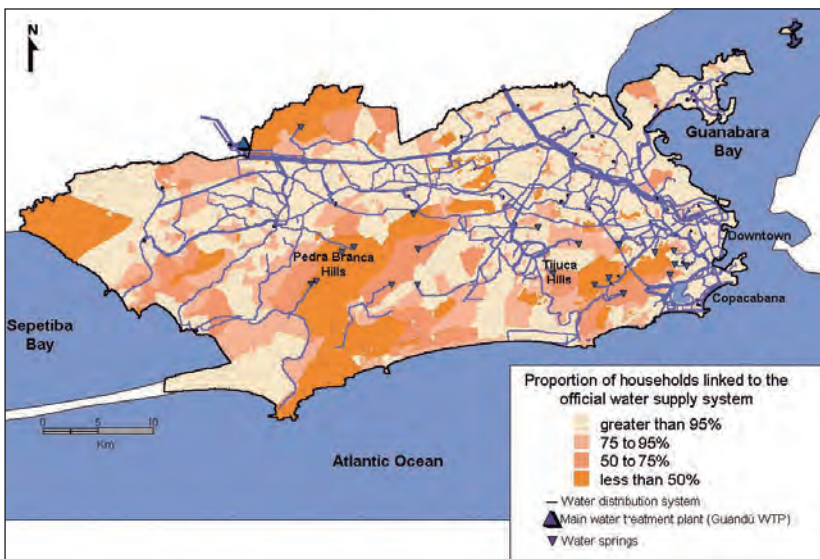 N
Guanabara
Bay
Downtown
Pedra Branca
Hills
Tijuca
Hills
Copacabana
Sepetiba
Bay
0 5 10
Km
Atlantic Ocean
Proportion of households linked to the
official water supply system
greater than 95%
75 to 95%
50 to 75%
less than 50%
Water distribution system
Main water treatment plant (Guandú WTP)
Water springs